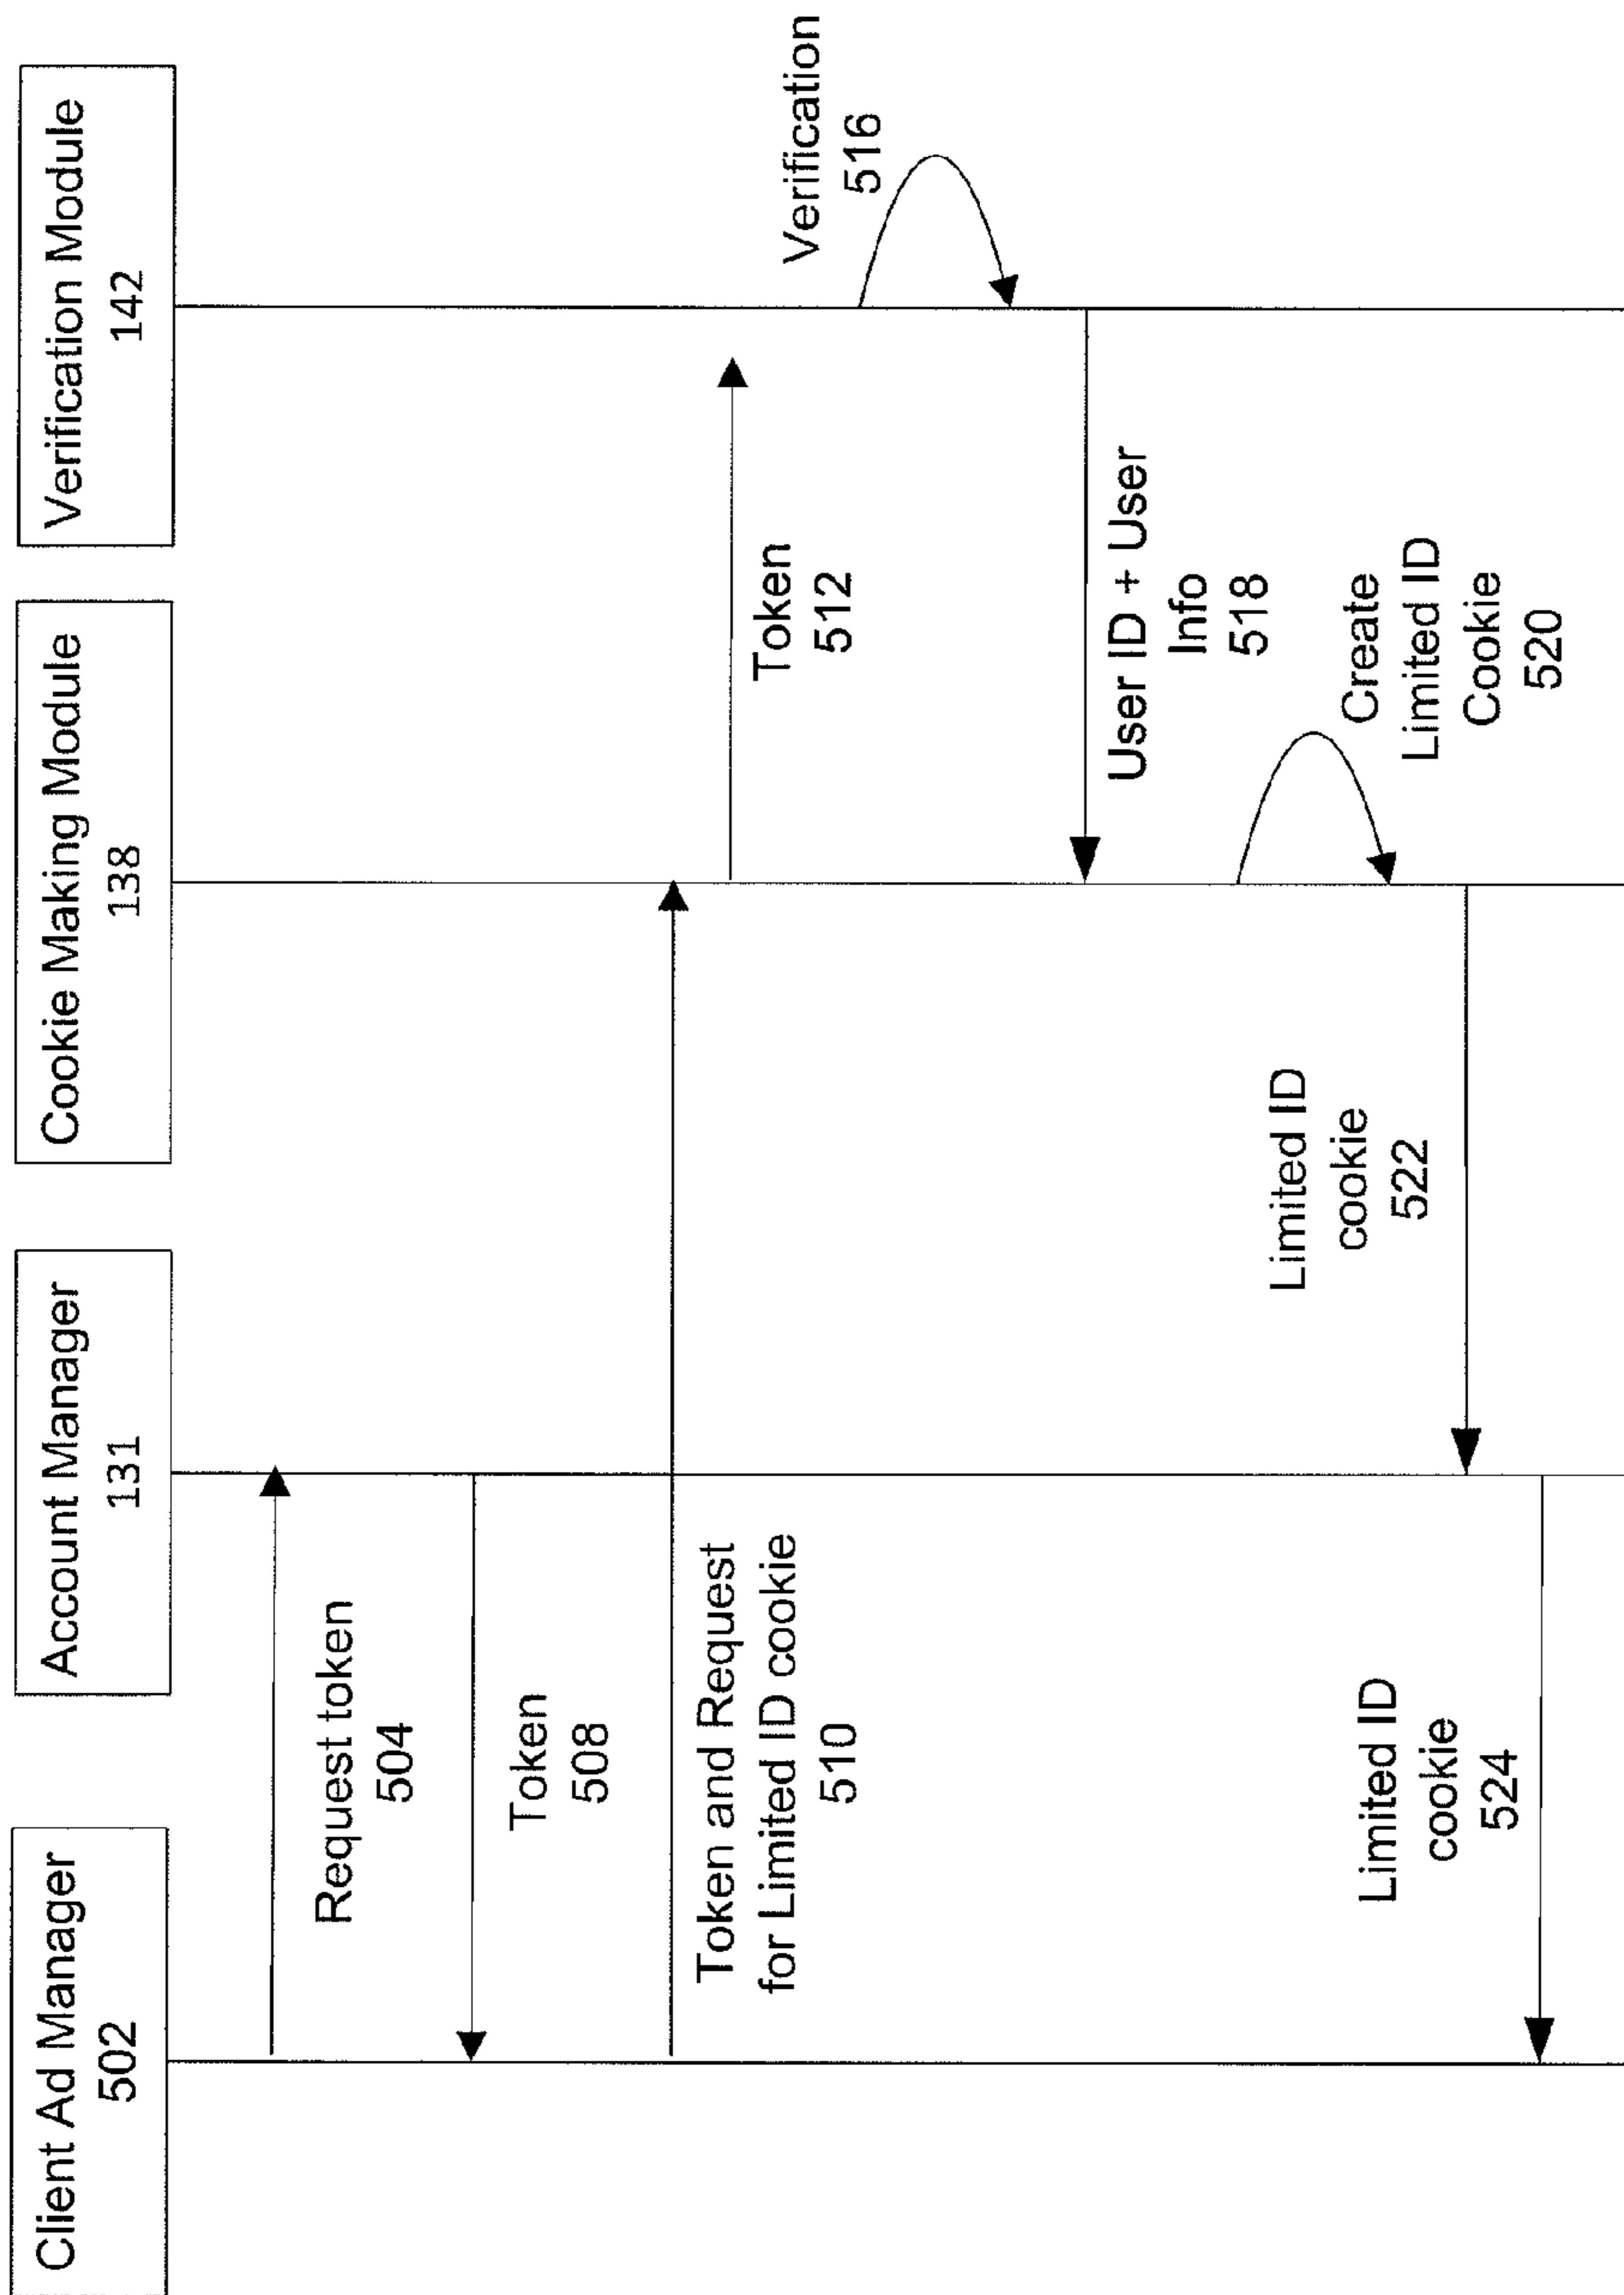 Client Ad Manager
502
Account Manager
131
Cookie Making Module
138
Verification Module
142
Request token
504
Token
508
Token and Request
for Limited ID cookie
510
Token
512
Verification
516
User ID + User
Info
518
Create
Limited ID
Cookie
520
Limited ID
cookie
522
Limited ID
cookie
524